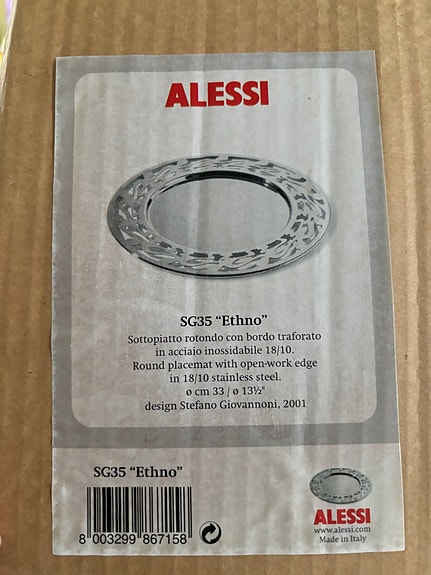 ALESSI
SG35 “Ethno”
Sottopiatto rotondo con bordo traforato
in acciaio inossidabile 18/10.
Round placemat with open-work edge
in 18/10 stainless steel.
ø cm 33 / ø 13½"
design Stefano Giovannoni, 2001
SG35 “Ethno”
8 003299 867158
ALESSI
www.alessi.com
Made in Italy